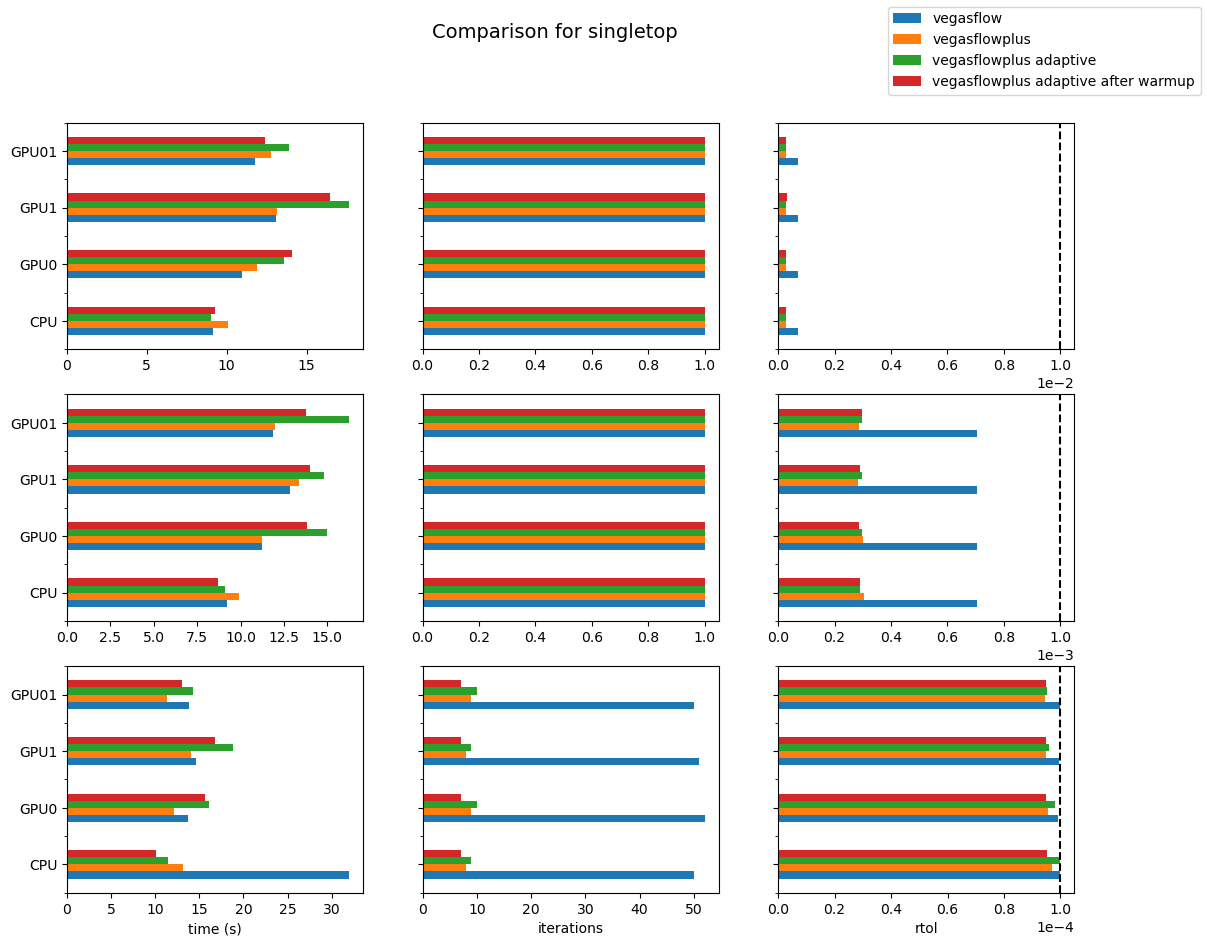 Comparison for singletop
vegasflow
vegasflowplus
vegasflowplus adaptive
vegasflowplus adaptive after warmup
GPU01
GPU1
GPU0
CPU
0 5 10 15
0.0 0.2 0.4 0.6 0.8 1.0
0.0 0.2 0.4 0.6 0.8 1.0
1e−2
GPU01
GPU1
GPU0
CPU
0.0 2.5 5.0 7.5 10.0 12.5 15.0
0.0 0.2 0.4 0.6 0.8 1.0
0.0 0.2 0.4 0.6 0.8 1.0
1e−3
GPU01
GPU1
GPU0
CPU
0 5 10 15 20 25 30
time (s)
0 10 20 30 40 50
iterations
0.0 0.2 0.4 0.6 0.8 1.0
1e−4
rtol